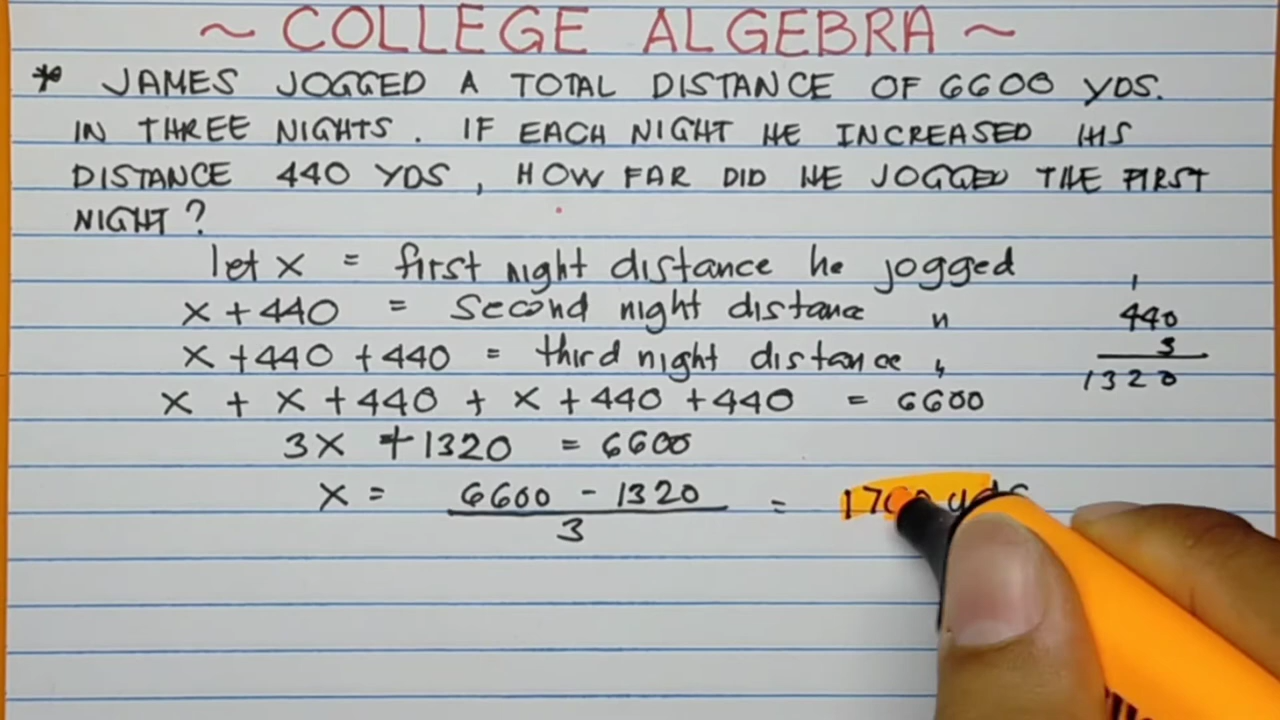 ~ COLLEGE ALGEBRA ~
* JAMES JOGGED A TOTAL DISTANCE OF 6600 YDS.
IN THREE NIGHTS. IF EACH NIGHT HE INCREASED HIS
DISTANCE 440 YDS, HOW FAR DID HE JOGGED THE FIRST
NIGHT?
let x = first night distance he jogged
x + 440 = second night distance "
x + 440 + 440 = third night distance "
1
440
3
1320
x + x + 440 + x + 440 + 440 = 6600
3x + 1320 = 6600
x = 6600 - 1320 =
3